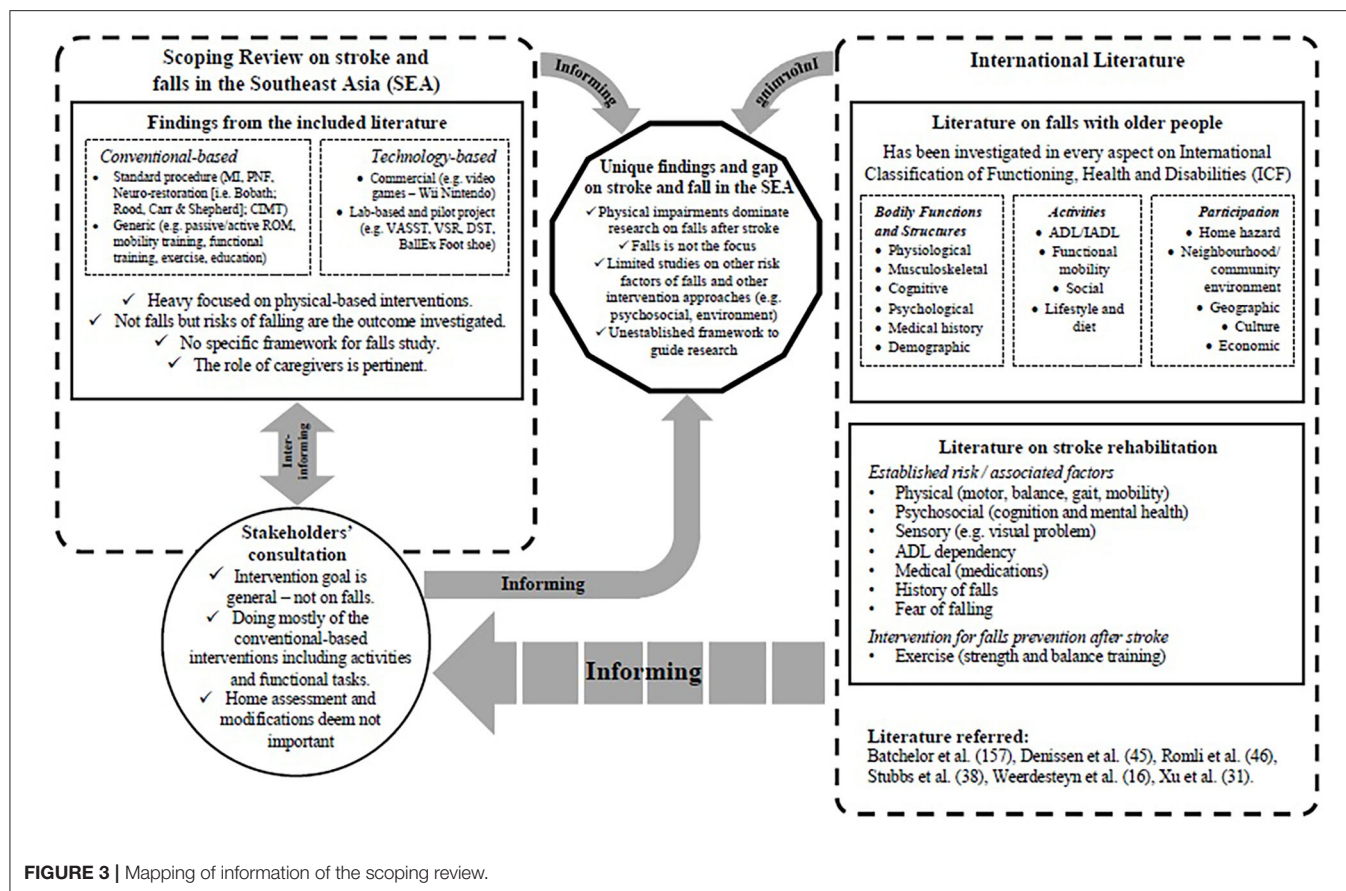 Scoping Review on stroke and
falls in the Southeast Asia (SEA)
Findings from the included literature
Conventional-based
• Standard procedure (MI, PNF,
Neuro-restoration [i.e. Bobath;
Rood, Carr & Shepherd]; CIMT)
• Generic (e.g. passive/active ROM,
mobility training, functional
training, exercise, education)
Technology-based
• Commercial (e.g. video
games – Wii Nintendo)
• Lab-based and pilot project
(e.g. VASST, VSR, DST,
BallEx Foot shoe)
✓ Heavy focused on physical-based interventions.
✓ Not falls but risks of falling are the outcome investigated.
✓ No specific framework for falls study.
✓ The role of caregivers is pertinent.
Inter-
informing
Stakeholders'
consultation
✓ Intervention goal is
general – not on falls.
✓ Doing mostly of the
conventional-based
interventions including activities
and functional tasks.
✓ Home assessment and
modifications deem not
important
Informing
Informing
Unique findings and gap
on stroke and fall in the SEA
✓ Physical impairments dominate
research on falls after stroke
✓ Falls is not the focus
✓ Limited studies on other risk
factors of falls and other
intervention approaches (e.g.
psychosocial, environment)
✓ Unestablished framework to
guide research
Informing
Informing
International Literature
Literature on falls with older people
Has been investigated in every aspect on International
Classification of Functioning, Health and Disabilities (ICF)
Bodily Functions
and Structures
• Physiological
• Musculoskeletal
• Cognitive
• Psychological
• Medical history
• Demographic
Activities
• ADL/IADL
• Functional
mobility
• Social
• Lifestyle and
diet
Participation
• Home hazard
• Neighbourhood/
community
environment
• Geographic
• Culture
• Economic
Literature on stroke rehabilitation
Established risk / associated factors
• Physical (motor, balance, gait, mobility)
• Psychosocial (cognition and mental health)
• Sensory (e.g. visual problem)
• ADL dependency
• Medical (medications)
• History of falls
• Fear of falling
Intervention for falls prevention after stroke
• Exercise (strength and balance training)
Literature referred:
Batchelor et al. (157), Denissen et al. (45), Romli et al. (46),
Stubbs et al. (38), Weerdesteyn et al. (16), Xu et al. (31).
FIGURE 3 | Mapping of information of the scoping review.